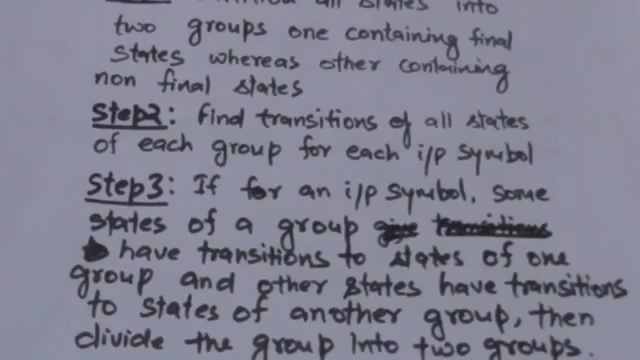 all states into
two groups one containing final
states whereas other containing
non final states
Step2: Find transitions of all states
of each group for each i/p symbol
Step3: If for an i/p symbol, some
states of a group
have transitions to states of one
group and other states have transitions
to states of another group, then
divide the group into two groups.